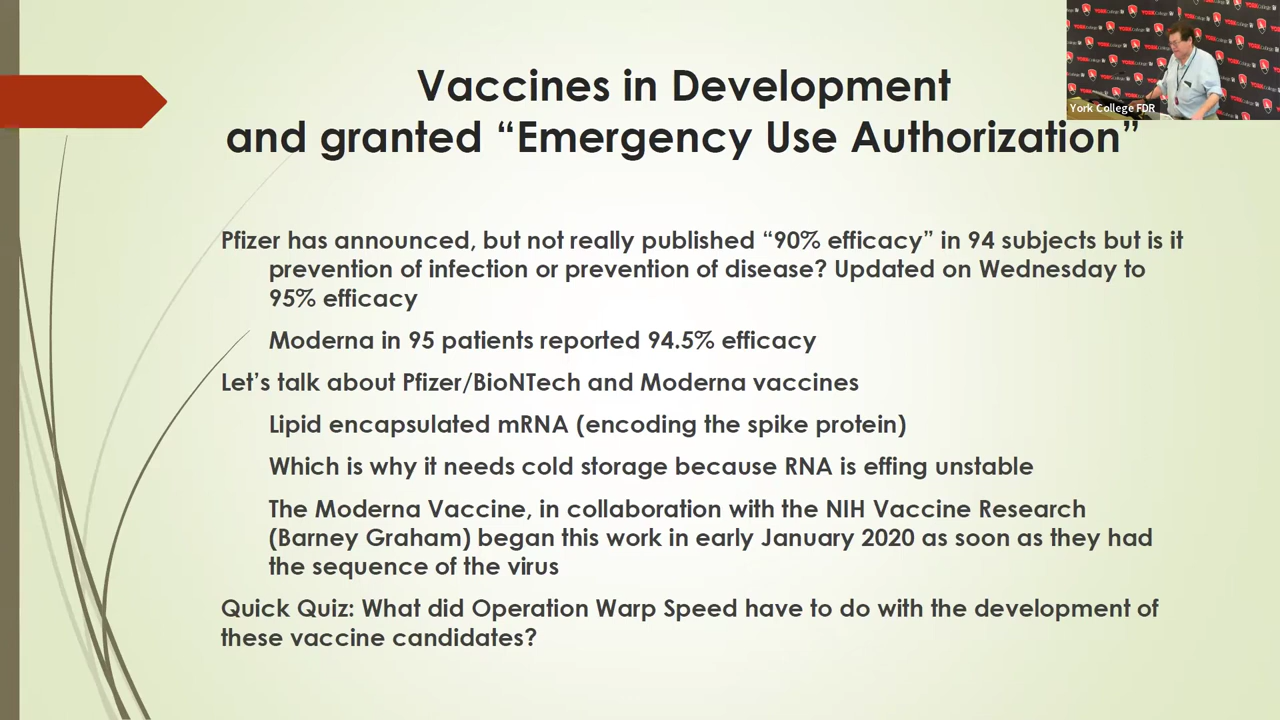 Vaccines in Development
and granted “Emergency Use Authorization”
York College FDR
Pfizer has announced, but not really published “90% efficacy” in 94 subjects but is it
prevention of infection or prevention of disease? Updated on Wednesday to
95% efficacy
Moderna in 95 patients reported 94.5% efficacy
Let’s talk about Pfizer/BioNTech and Moderna vaccines
Lipid encapsulated mRNA (encoding the spike protein)
Which is why it needs cold storage because RNA is effing unstable
The Moderna Vaccine, in collaboration with the NIH Vaccine Research
(Barney Graham) began this work in early January 2020 as soon as they had
the sequence of the virus
Quick Quiz: What did Operation Warp Speed have to do with the development of
these vaccine candidates?